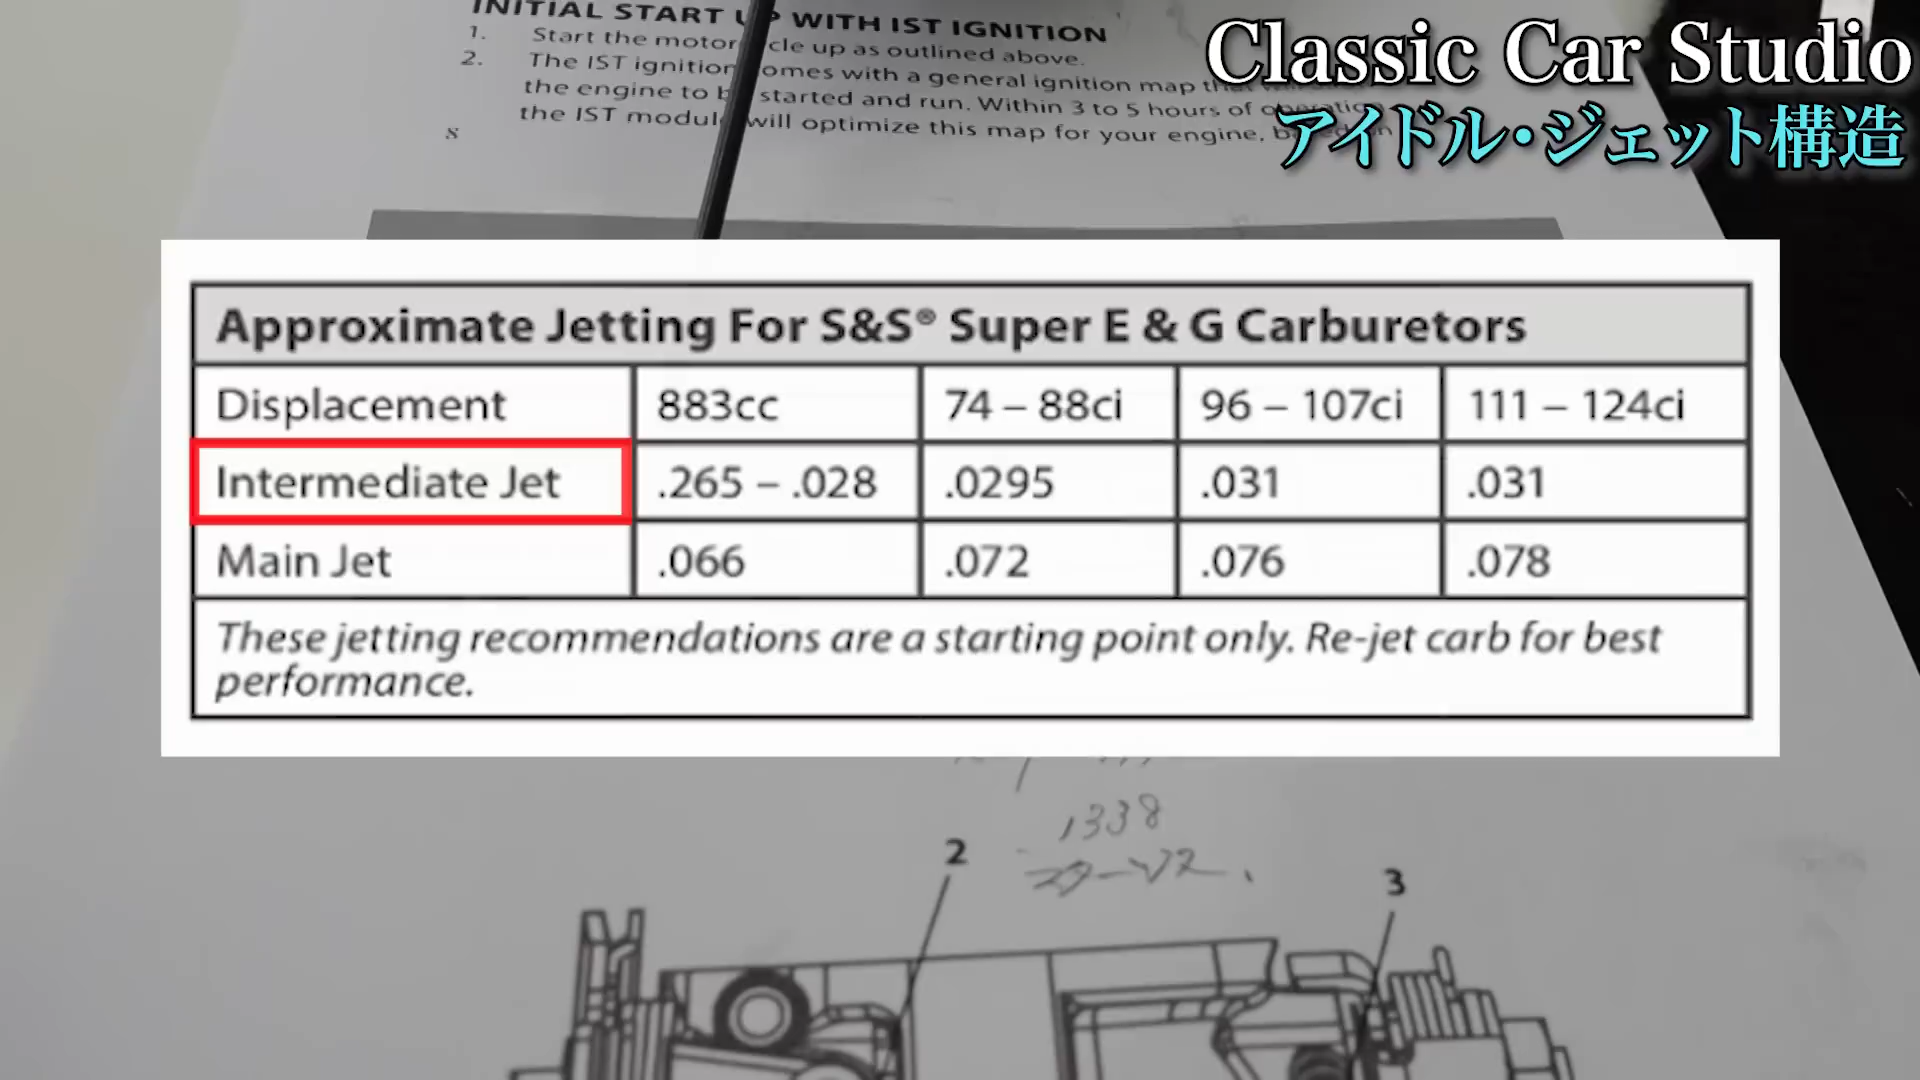 INITIAL START UP WITH IST IGNITION
Classic Car Studio
アイドル・ジェット構造
1. Start the motor cle up as outlined above.
2. The IST ignition omes with a general ignition map
the engine to b started and run. Within 3 to 5 hours of operation
the IST modul will optimize this map for your engine,
8
Approximate Jetting For S&S® Super E & G Carburetors
Displacement 883cc 74 – 88ci 96 – 107ci 111 – 124ci
Intermediate Jet .265 – .028 .0295 .031 .031
Main Jet .066 .072 .076 .078
These jetting recommendations are a starting point only. Re-jet carb for best
performance.
1338
2
3